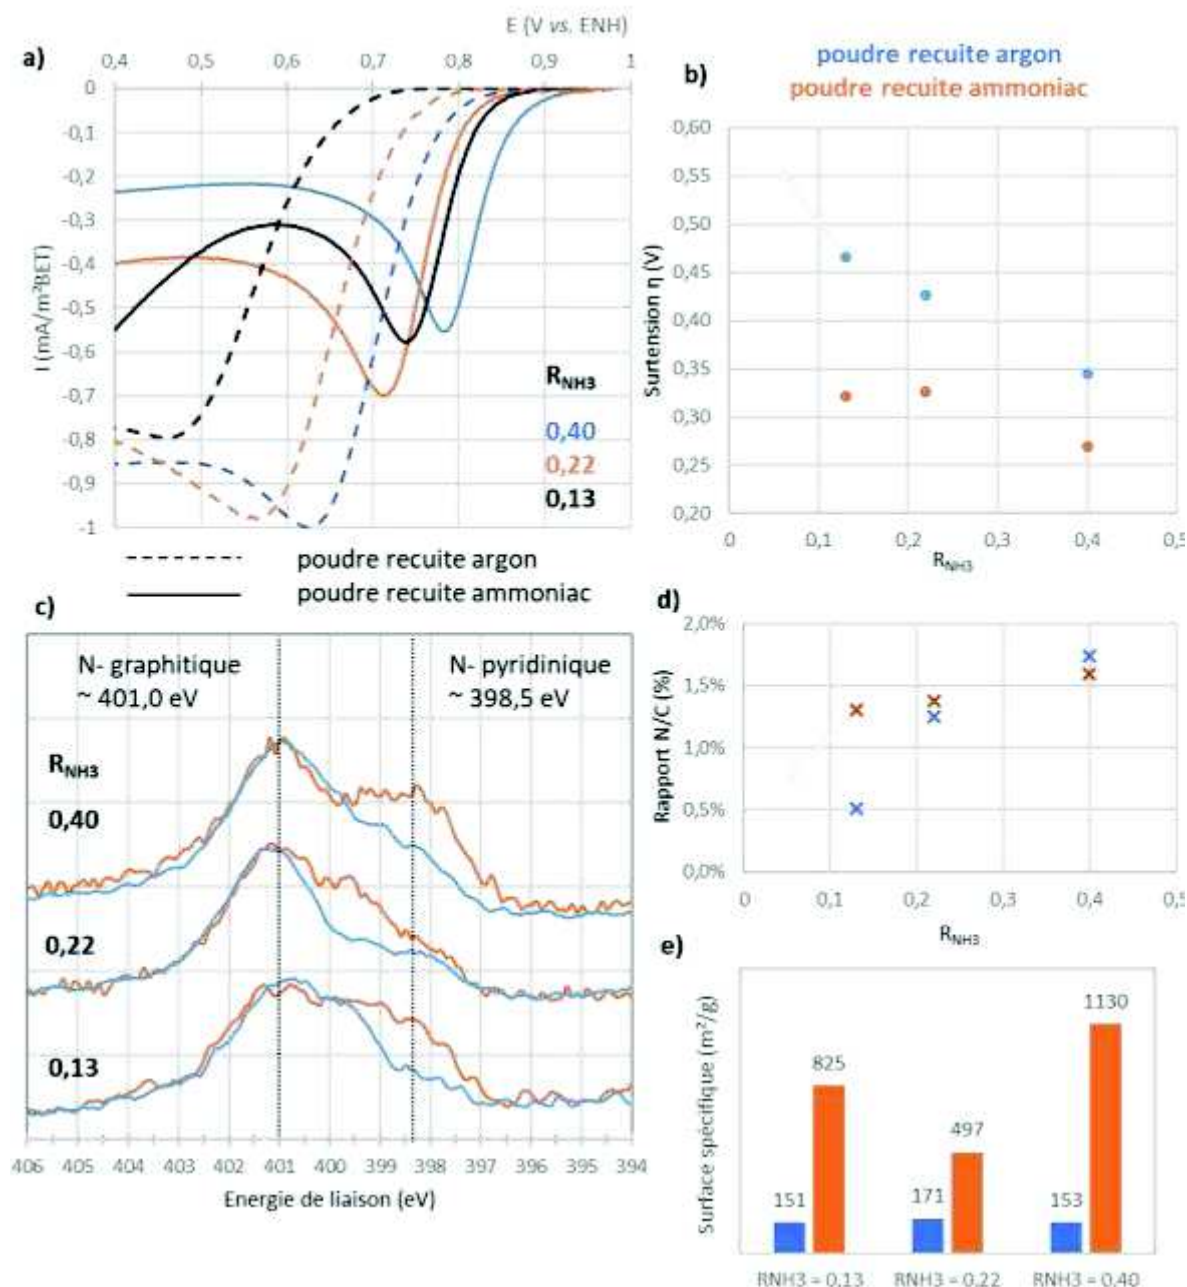 E (V vs. ENH)
a)
0,4 0,5 0,6 0,7 0,8 0,9 1
0
-0,1
-0,2
-0,3
-0,4
-0,5
-0,6
-0,7
-0,8
-0,9
-1
I (mA/m²BET)
R_NH3
0,40
0,22
0,13
poudre recuite argon
poudre recuite ammoniac
b)
poudre recuite argon
poudre recuite ammoniac
0,60
0,55
0,50
0,45
0,40
0,35
0,30
0,25
0,20
Surtension η (V)
0 0,1 0,2 0,3 0,4 0,5
R_NH3
c)
N- graphitique
~ 401,0 eV
N- pyridinique
~ 398,5 eV
R_NH3
0,40
0,22
0,13
406 405 404 403 402 401 400 399 398 397 396 395 394
Energie de liaison (eV)
d)
2,0%
1,5%
1,0%
0,5%
0,0%
Rapport N/C (%)
0,1 0,2 0,3 0,4 0,5
R_NH3
e)
Surface spécifique (m²/g)
151 825 171 497 153 1130
RNH3 = 0,13 RNH3 = 0,22 RNH3 = 0,40